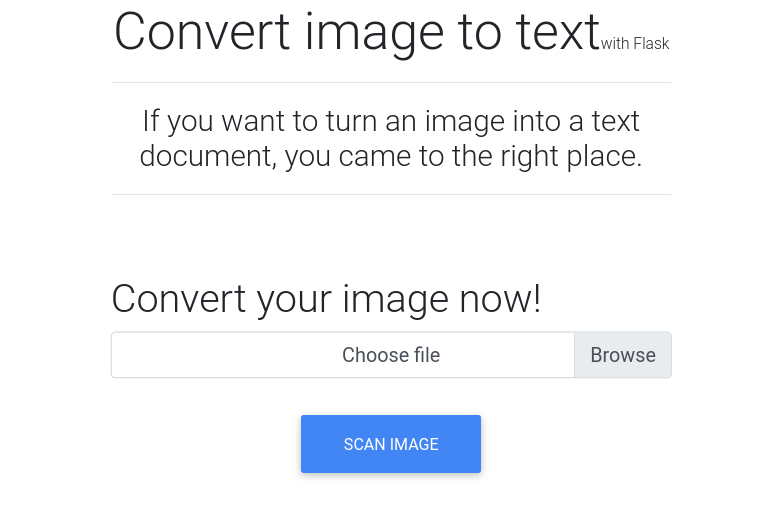 Convert image to text with Flask
If you want to turn an image into a text
document, you came to the right place.
Convert your image now!
Choose file Browse
SCAN IMAGE